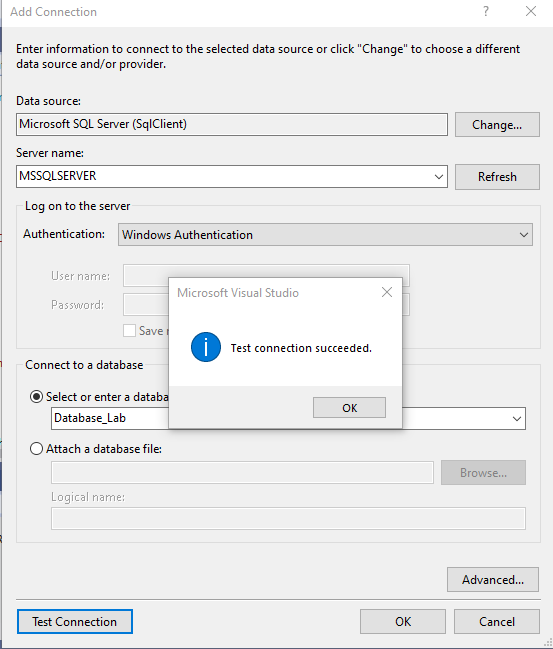 Add Connection
?
Enter information to connect to the selected data source or click "Change" to choose a different
data source and/or provider.
Data source:
Microsoft SQL Server (SqlClient)
Change...
Server name:
MSSQLSERVER
Refresh
Log on to the server
Authentication:
Windows Authentication
User name:
Password:
Save
Microsoft Visual Studio
Test connection succeeded.
OK
Connect to a database
Select or enter a databa
Database_Lab
Attach a database file:
Browse...
Logical name:
Advanced...
Test Connection
OK
Cancel